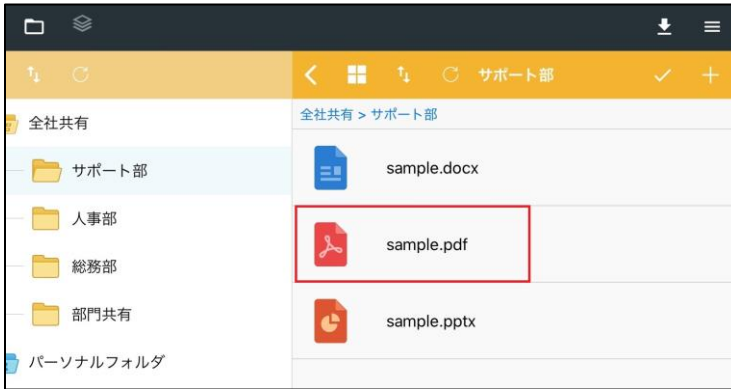 サポート部
全社共有
サポート部
人事部
総務部
部門共有
パーソナルフォルダ
全社共有 > サポート部
sample.docx
sample.pdf
sample.pptx